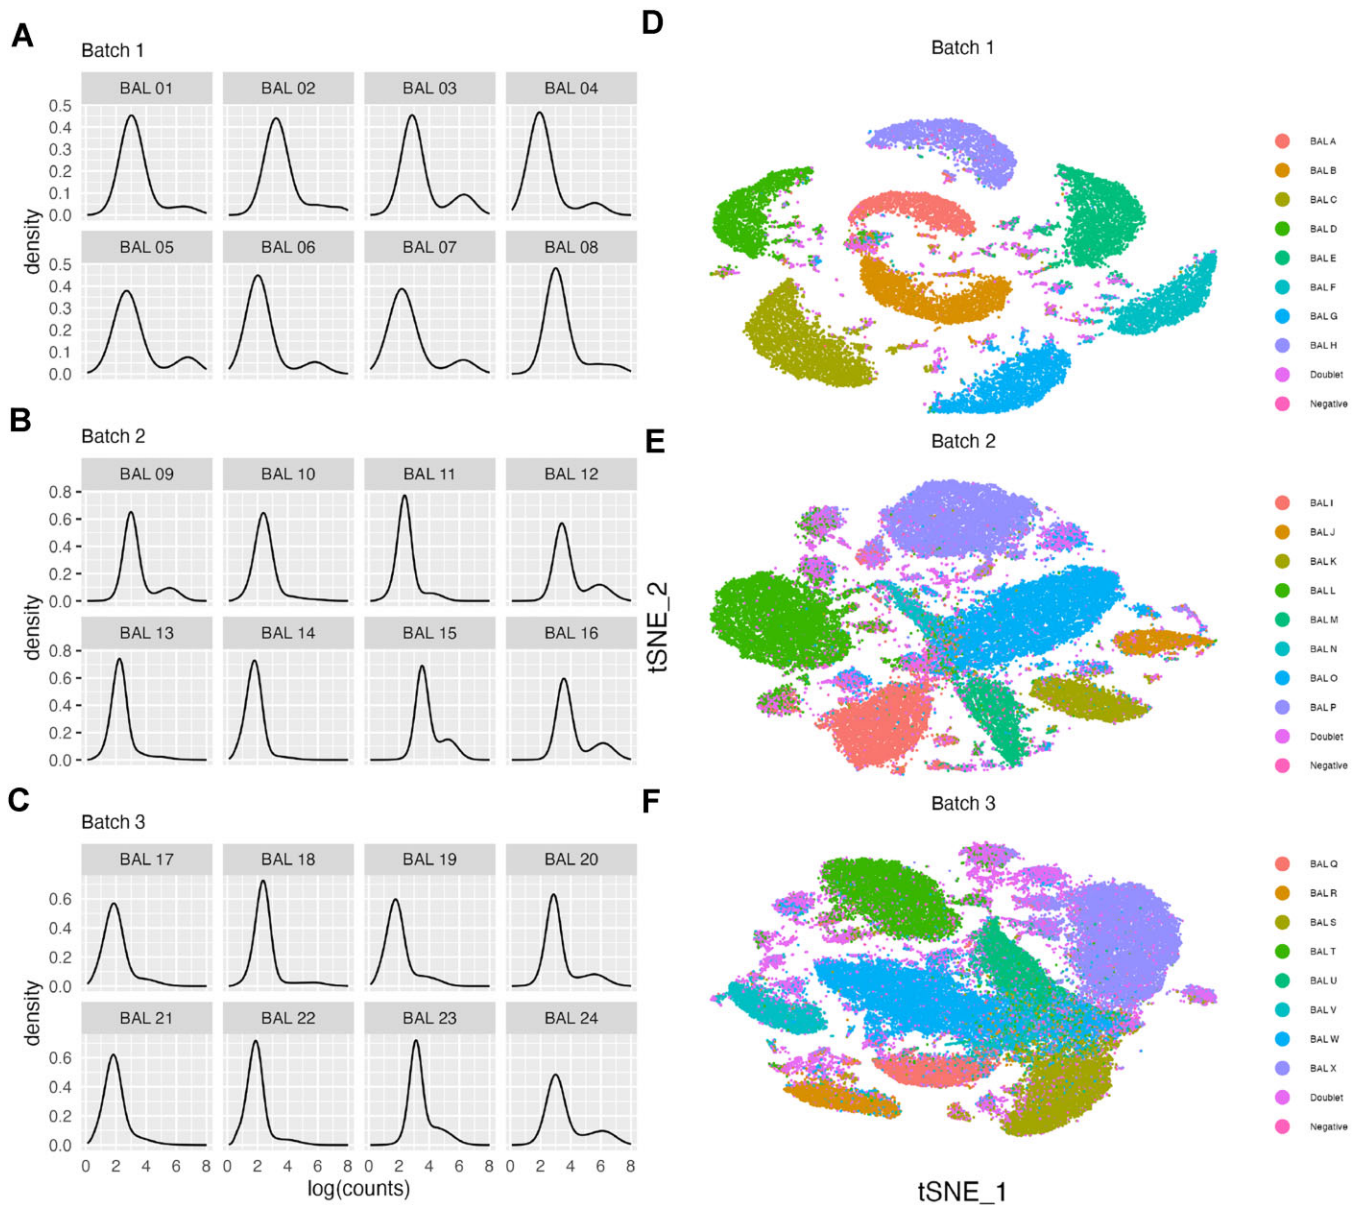 A
Batch 1
BAL 01 BAL 02 BAL 03 BAL 04
0.5
0.4
0.3
0.2
0.1
0.0
BAL 05 BAL 06 BAL 07 BAL 08
0.5
0.4
0.3
0.2
0.1
0.0
density
B
Batch 2
BAL 09 BAL 10 BAL 11 BAL 12
0.8
0.6
0.4
0.2
0.0
BAL 13 BAL 14 BAL 15 BAL 16
0.8
0.6
0.4
0.2
0.0
density
C
Batch 3
BAL 17 BAL 18 BAL 19 BAL 20
0.6
0.4
0.2
0.0
BAL 21 BAL 22 BAL 23 BAL 24
0.6
0.4
0.2
0.0
density
0 2 4 6 8 0 2 4 6 8 0 2 4 6 8 0 2 4 6 8
log(counts)
D
Batch 1
BAL A
BAL B
BAL C
BAL D
BAL E
BAL F
BAL G
BAL H
Doublet
Negative
E
Batch 2
BAL I
BAL J
BAL K
BAL L
BAL M
BAL N
BAL O
BAL P
Doublet
Negative
tSNE_2
F
Batch 3
BAL Q
BAL R
BAL S
BAL T
BAL U
BAL V
BAL W
BAL X
Doublet
Negative
tSNE_1